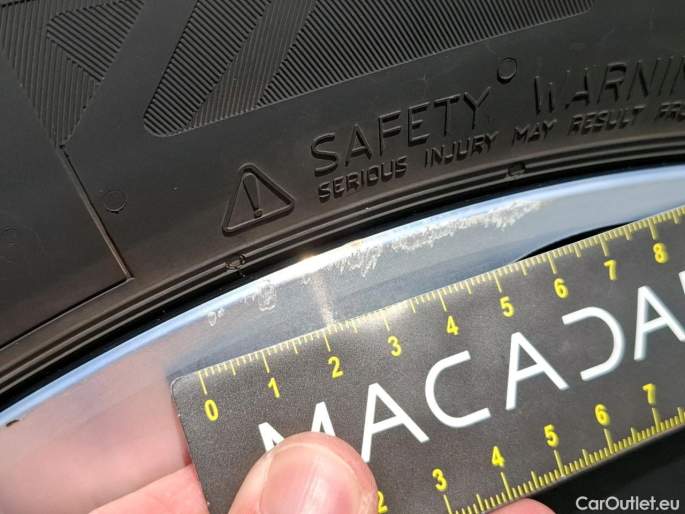 SAFETY WARNIN
SERIOUS INJURY MAY RESULT FR
0 1 2 3 4 5 6 7 8
MACADA
2 3 4 5 6 7
CarOutlet.eu